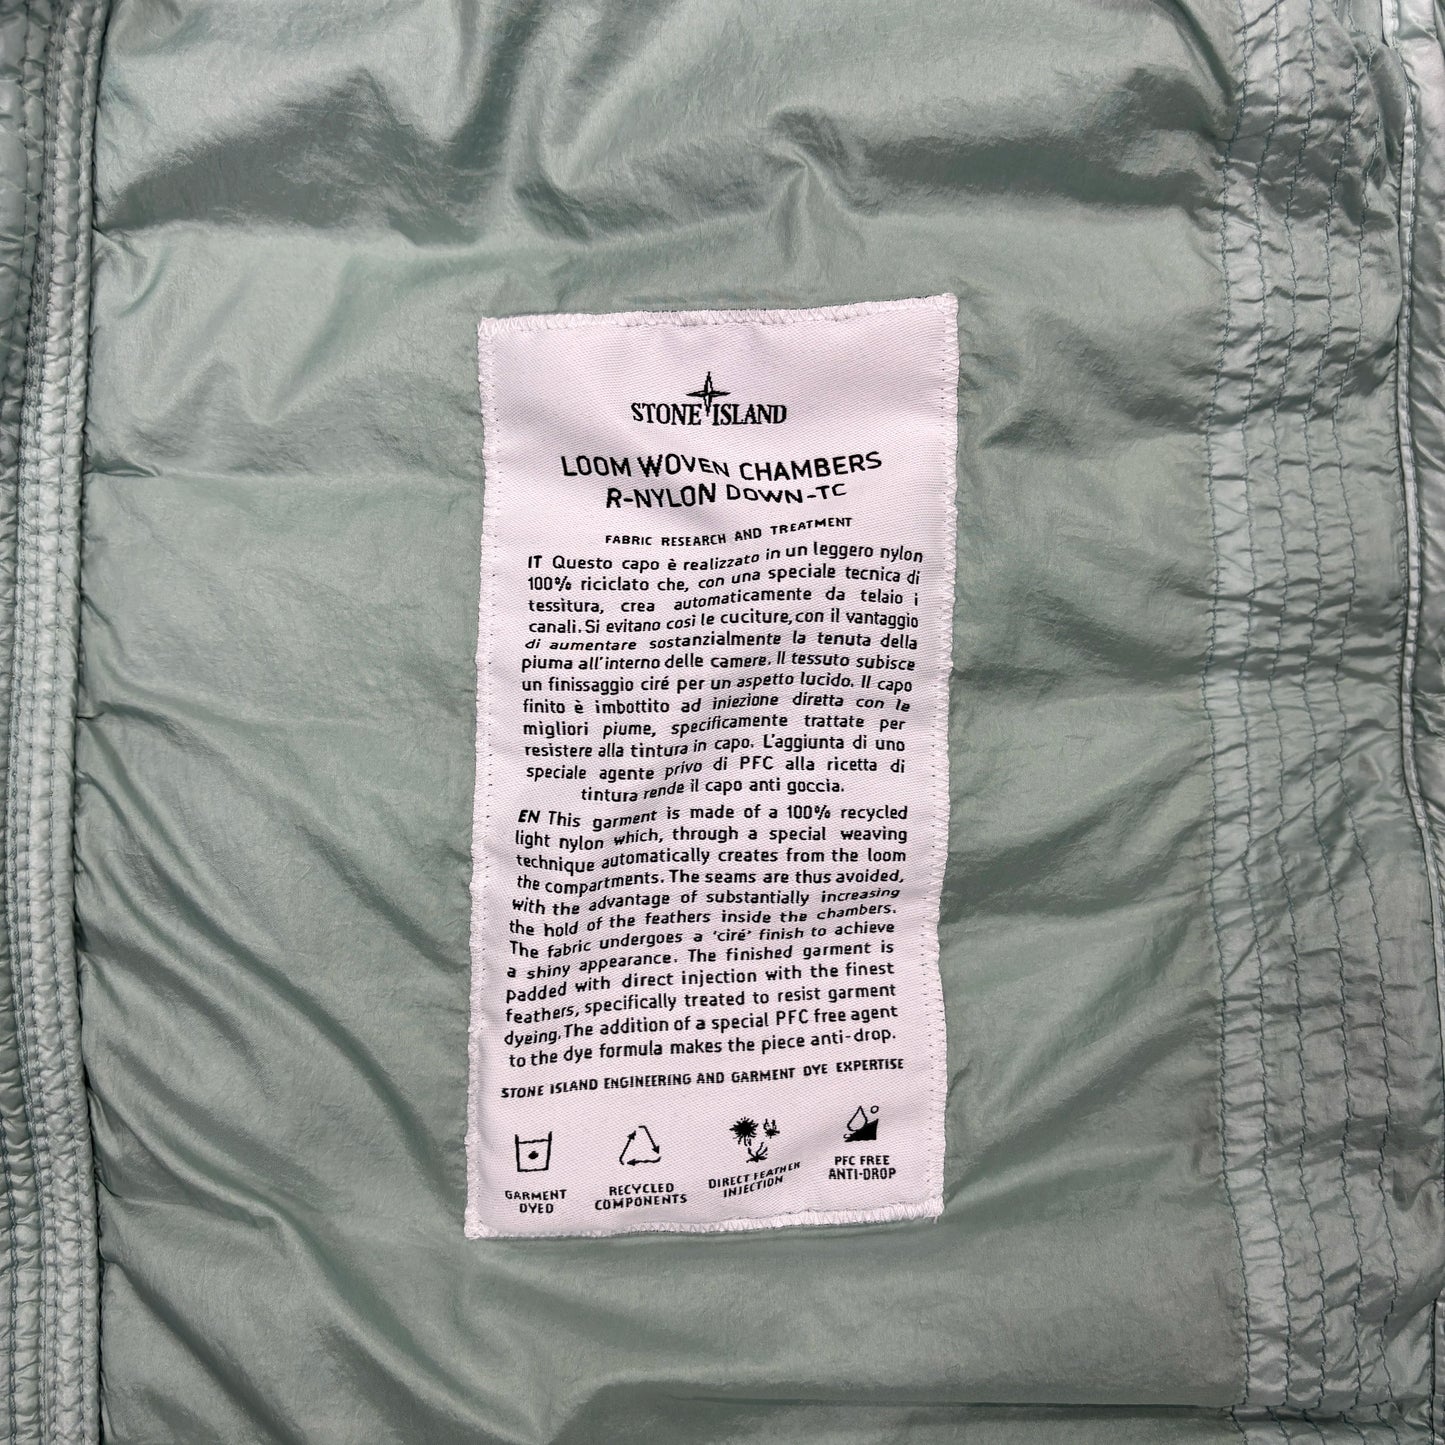 STONE ISLAND
LOOM WOVEN CHAMBERS
R-NYLON DOWN-TC
FABRIC RESEARCH AND TREATMENT
IT Questo capo è realizzato in un leggero nylon
100% riciclato che, con una speciale tecnica di
tessitura, crea automaticamente da telaio i
canali. Si evitano così le cuciture, con il vantaggio
di aumentare sostanzialmente la tenuta della
piuma all'interno delle camere. Il tessuto subisce
un finissaggio ciré per un aspetto lucido. Il capo
finito è imbottito ad iniezione diretta con le
migliori piume, specificamente trattate per
resistere alla tintura in capo. L'aggiunta di uno
speciale agente privo di PFC alla ricetta di
tintura rende il capo anti goccia.
EN This garment is made of a 100% recycled
light nylon which, through a special weaving
technique automatically creates from the loom
the compartments. The seams are thus avoided,
with the advantage of substantially increasing
the hold of the feathers inside the chambers.
The fabric undergoes a 'ciré' finish to achieve
a shiny appearance. The finished garment is
padded with direct injection with the finest
feathers, specifically treated to resist garment
dyeing. The addition of a special PFC free agent
to the dye formula makes the piece anti-drop.
STONE ISLAND ENGINEERING AND GARMENT DYE EXPERTISE
GARMENT
DYED
RECYCLED
COMPONENTS
DIRECT FEATHER
INJECTION
PFC FREE
ANTI-DROP